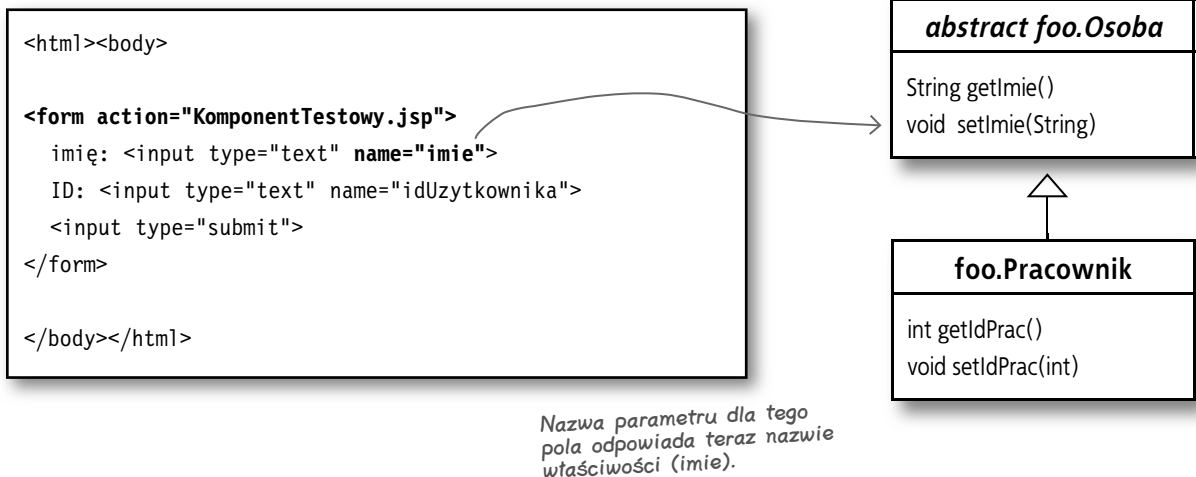 <html><body>
<form action="KomponentTestowy.jsp">
imię: <input type="text" name="imie">
ID: <input type="text" name="idUzytkownika">
<input type="submit">
</form>
</body></html>
Nazwa parametru dla tego
pola odpowiada teraz nazwie
właściwości (imie).
abstract foo.Osoba
String getImie()
void setImie(String)
foo.Pracownik
int getIdPrac()
void setIdPrac(int)